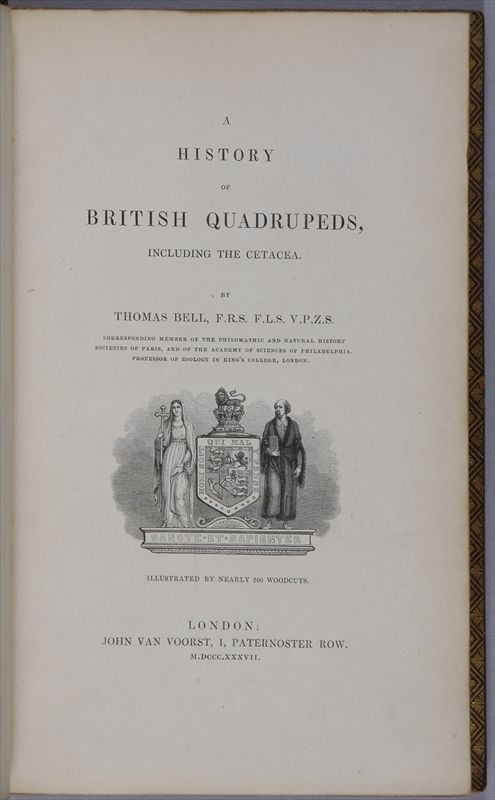 A
HISTORY
OF
BRITISH QUADRUPEDS,
INCLUDING THE CETACEA.
BY
THOMAS BELL, F.R.S. F.L.S. V.P.Z.S.
CORRESPONDING MEMBER OF THE PHILOMATHIC AND NATURAL HISTORY
SOCIETIES OF PARIS, AND OF THE ACADEMY OF SCIENCES OF PHILADELPHIA.
PROFESSOR OF ZOOLOGY IN KING'S COLLEGE, LONDON.
HONI SOIT QUI MAL
SANCTE·ET·SAPIENTER
ILLUSTRATED BY NEARLY 200 WOODCUTS.
LONDON:
JOHN VAN VOORST, 1, PATERNOSTER ROW.
M.DCCC.XXXVII.